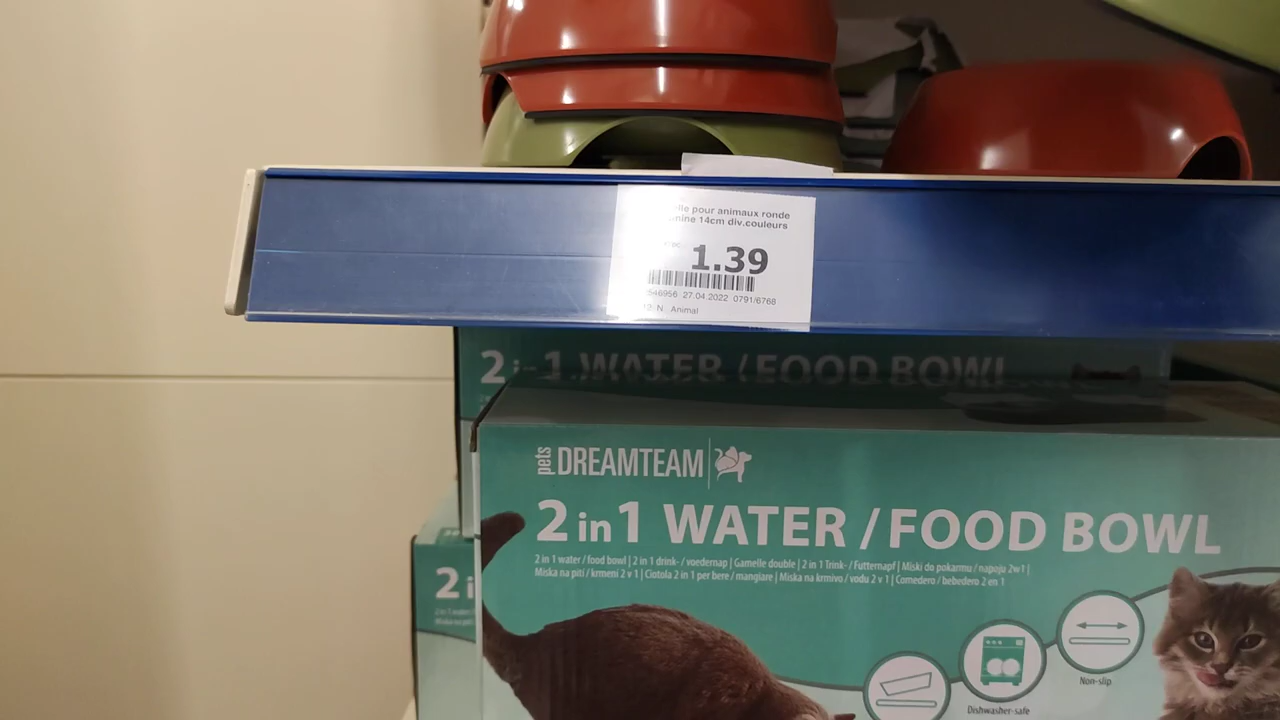 pour animaux ronde
14cm div.couleurs
1.39
546956 27.04.2022 0791/6768
N Animal
2 in 1 WATER / FOOD BOWL
pets DREAMTEAM
2 in 1 WATER / FOOD BOWL
2 in 1 water / food bowl | 2 in 1 drink- / voedernap | Gamelle double | 2 in 1 Trink- / Futternapf | Miski do pokarmu / napoju 2w1 |
Miska na pití / krmení 2 v 1 | Ciotola 2 in 1 per bere / mangiare | Miska na krmivo / vodu 2 v 1 | Comedero / bebedero 2 en 1
2 i
Non-slip
Dishwasher-safe